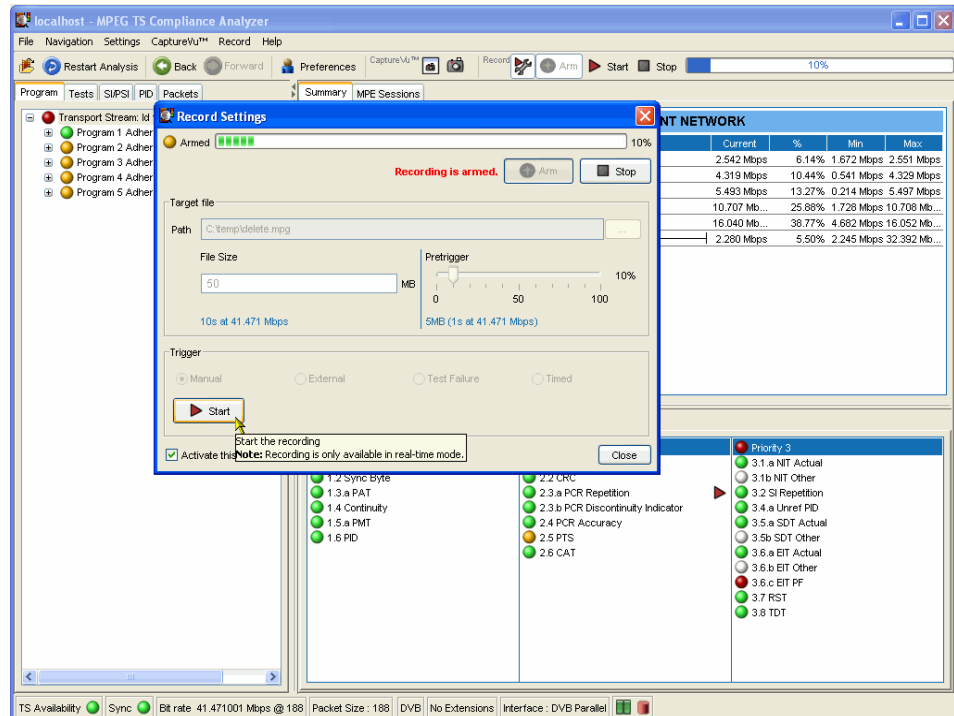 localhost - MPEG TS Compliance Analyzer
File Navigation Settings CaptureVu™ Record Help
Restart Analysis Back Forward Preferences CaptureVu™ Record Arm Start Stop 10%
Program Tests SI/PSI PID Packets
Summary MPE Sessions
Transport Stream: Id
Program 1 Adher
Program 2 Adher
Program 3 Adher
Program 4 Adher
Program 5 Adher
NT NETWORK
Current % Min Max
2.542 Mbps 6.14% 1.672 Mbps 2.551 Mbps
4.319 Mbps 10.44% 0.541 Mbps 4.329 Mbps
5.493 Mbps 13.27% 0.214 Mbps 5.497 Mbps
10.707 Mb... 25.88% 1.728 Mbps 10.708 Mb...
16.040 Mb... 38.77% 4.682 Mbps 16.052 Mb...
2.280 Mbps 5.50% 2.245 Mbps 32.392 Mb...
Record Settings
Armed 10%
Recording is armed. Arm Stop
Target file
Path C:\temp\delete.mpg ...
File Size
50 MB
10s at 41.471 Mbps
Pretrigger
10%
0 50 100
5MB (1s at 41.471 Mbps)
Trigger
Manual External Test Failure Timed
Start
Start the recording
Note: Recording is only available in real-time mode.
Activate this
Close
1.2 Sync Byte
1.3.a PAT
1.4 Continuity
1.5.a PMT
1.6 PID
2.2 CRC
2.3.a PCR Repetition
2.3.b PCR Discontinuity Indicator
2.4 PCR Accuracy
2.5 PTS
2.6 CAT
Priority 3
3.1.a NIT Actual
3.1b NIT Other
3.2 SI Repetition
3.4.a Unref PID
3.5.a SDT Actual
3.5b SDT Other
3.6.a EIT Actual
3.6.b EIT Other
3.6.c EIT PF
3.7 RST
3.8 TDT
TS Availability Sync Bit rate 41.471001 Mbps @ 188 Packet Size : 188 DVB No Extensions Interface : DVB Parallel